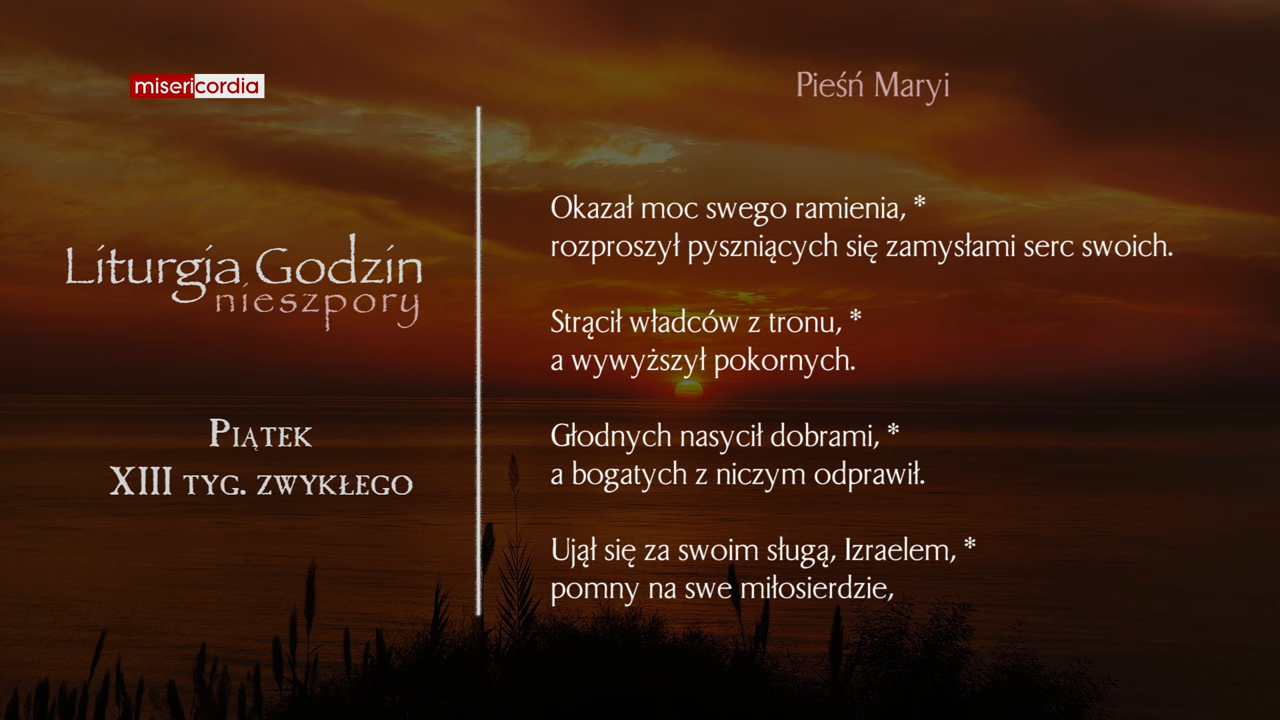 misericordia
Liturgia Godzin
nieszpory
Piątek
XIII tyg. zwykłego
Pieśń Maryi
Okazał moc swego ramienia, *
rozproszył pyszniących się zamysłami serc swoich.
Strącił władców z tronu, *
a wywyższył pokornych.
Głodnych nasycił dobrami, *
a bogatych z niczym odprawił.
Ujął się za swoim sługą, Izraelem, *
pomny na swe miłosierdzie,